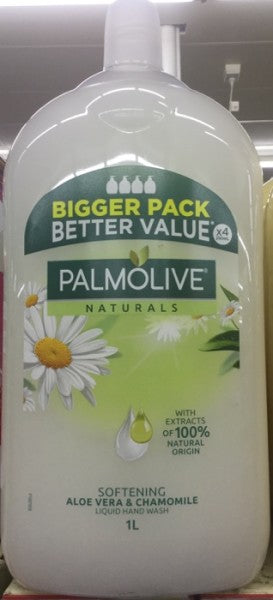 BIGGER PACK
BETTER VALUE*
x4
PALMOLIVE®
NATURALS
WITH
EXTRACTS
OF 100%
NATURAL
ORIGIN
SOFTENING
ALOE VERA & CHAMOMILE
LIQUID HAND WASH
1L